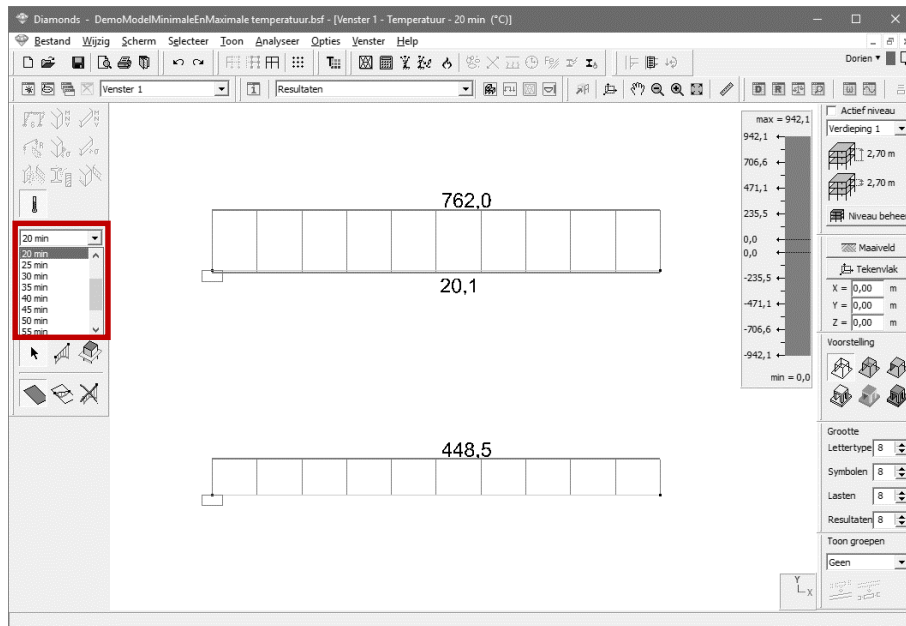 Diamonds - DemoModelMinimaleEnMaximale temperatuur.bsf - [Venster 1 - Temperatuur - 20 min (°C)]
Bestand Wijzig Scherm Selecteer Toon Analyseer Opties Venster Help
Dorien
Venster 1
Resultaten
20 min
20 min
25 min
30 min
35 min
40 min
45 min
50 min
55 min
762,0
20,1
448,5
max = 942,1
942,1
706,6
471,1
235,5
0,0
0,0
-235,5
-471,1
-706,6
-942,1
min = 0,0
Y
X
Actief niveau
Verdieping 1
2,70 m
2,70 m
Niveau beheer
Maaiveld
Tekenvlak
X = 0,00 m
Y = 0,00 m
Z = 0,00 m
Voorstelling
Grootte
Lettertype 8
Symbolen 8
Lasten 8
Resultaten 8
Toon groepen
Geen